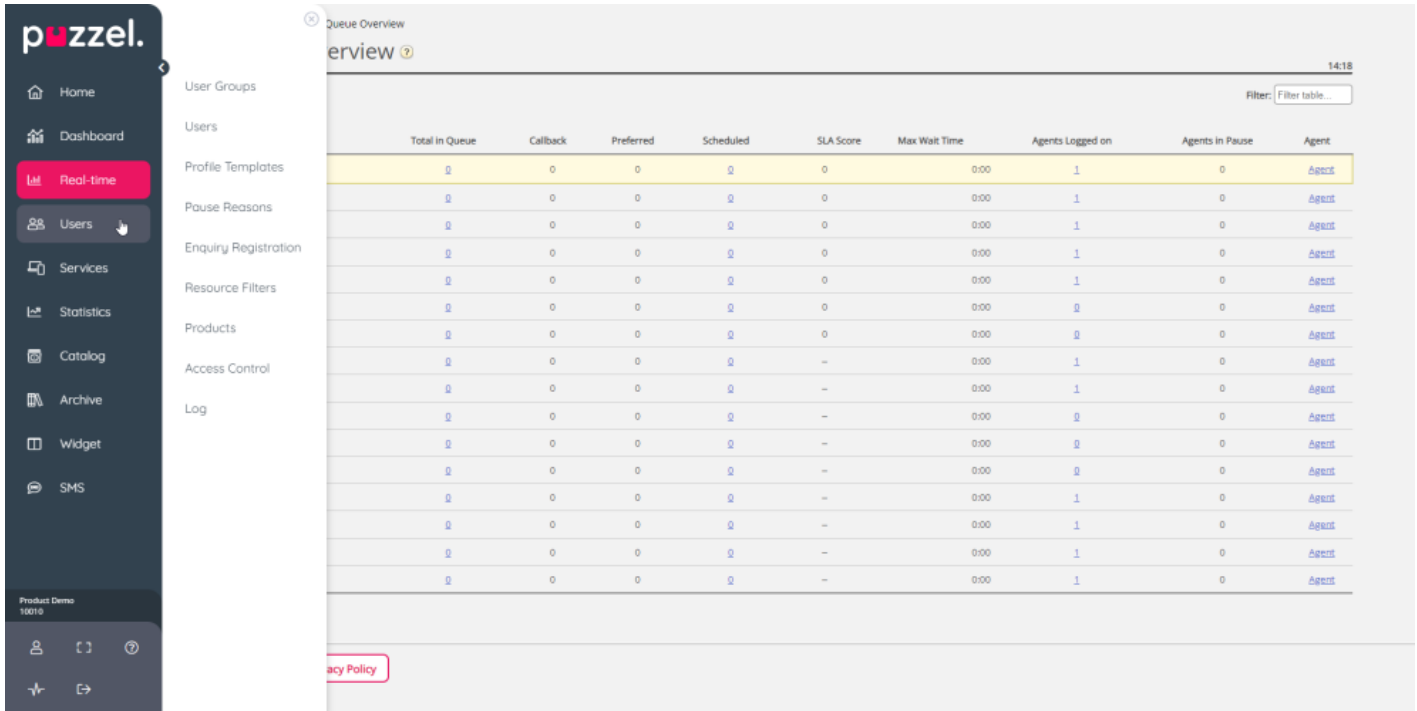 puzzel.
Home
Dashboard
Real-time
Users
Services
Statistics
Catalog
Archive
Widget
SMS
Product Demo
10010
User Groups
Users
Profile Templates
Pause Reasons
Enquiry Registration
Resource Filters
Products
Access Control
Log
Queue Overview
erview ?
14:18
Filter: Filter table...
Total in Queue Callback Preferred Scheduled SLA Score Max Wait Time Agents Logged on Agents in Pause Agent
0 0 0 0 0 0:00 1 0 Agent
0 0 0 0 0 0:00 1 0 Agent
0 0 0 0 0 0:00 1 0 Agent
0 0 0 0 0 0:00 1 0 Agent
0 0 0 0 0 0:00 1 0 Agent
0 0 0 0 0 0:00 0 0 Agent
0 0 0 0 0 0:00 0 0 Agent
0 0 0 0 – 0:00 1 0 Agent
0 0 0 0 – 0:00 1 0 Agent
0 0 0 0 – 0:00 0 0 Agent
0 0 0 0 – 0:00 0 0 Agent
0 0 0 0 – 0:00 0 0 Agent
0 0 0 0 – 0:00 1 0 Agent
0 0 0 0 – 0:00 1 0 Agent
0 0 0 0 – 0:00 1 0 Agent
0 0 0 0 – 0:00 1 0 Agent
acy Policy